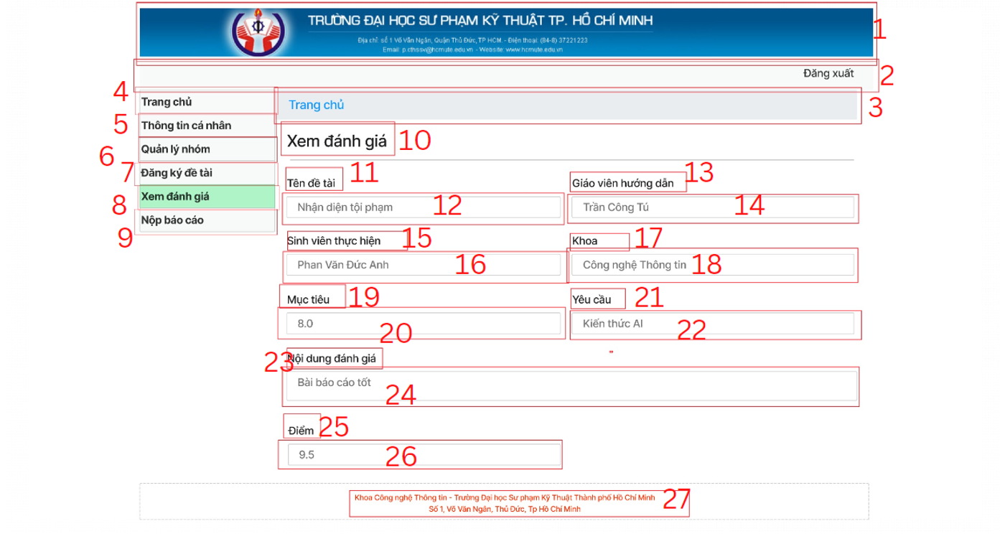 TRƯỜNG ĐẠI HỌC SƯ PHẠM KỸ THUẬT TP. HỒ CHÍ MINH
Địa chỉ: số 1 Võ Văn Ngân, Quận Thủ Đức, TP HCM. - Điện thoại: (84-8) 37221223
Email: p.cthssv@hcmute.edu.vn - Website: www.hcmute.edu.vn
1
Đăng xuất 2
4 Trang chủ
Trang chủ 3
5 Thông tin cá nhân
6 Quản lý nhóm
7 Đăng ký đề tài
8 Xem đánh giá
9 Nộp báo cáo
Xem đánh giá 10
Tên đề tài 11
Giáo viên hướng dẫn 13
Nhận diện tội phạm 12
Trần Công Tú 14
Sinh viên thực hiện 15
Khoa 17
Phan Văn Đức Anh 16
Công nghệ Thông tin 18
Mục tiêu 19
Yêu cầu 21
8.0 20
Kiến thức AI 22
23 Nội dung đánh giá
Bài báo cáo tốt 24
Điểm 25
9.5 26
Khoa Công nghệ Thông tin - Trường Đại học Sư phạm Kỹ Thuật Thành phố Hồ Chí Minh 27
Số 1, Võ Văn Ngân, Thủ Đức, Tp Hồ Chí Minh